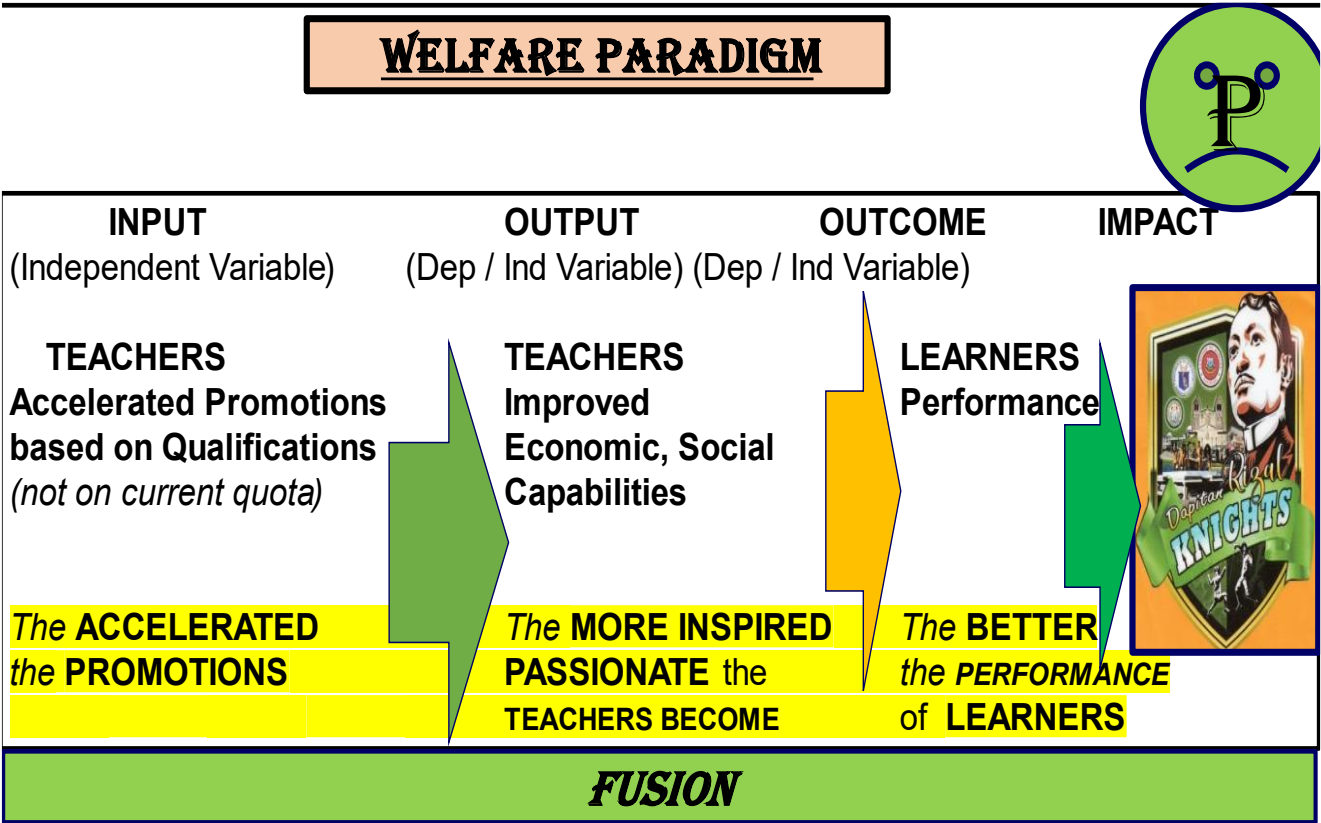 WELFARE PARADIGM
P
INPUT OUTPUT OUTCOME IMPACT
(Independent Variable) (Dep / Ind Variable) (Dep / Ind Variable)
TEACHERS
Accelerated Promotions
based on Qualifications
(not on current quota)
TEACHERS
Improved
Economic, Social
Capabilities
LEARNERS
Performance
Dapitan Rizal
KNIGHTS
The ACCELERATED
the PROMOTIONS
The MORE INSPIRED
PASSIONATE the
TEACHERS BECOME
The BETTER
the PERFORMANCE
of LEARNERS
FUSION